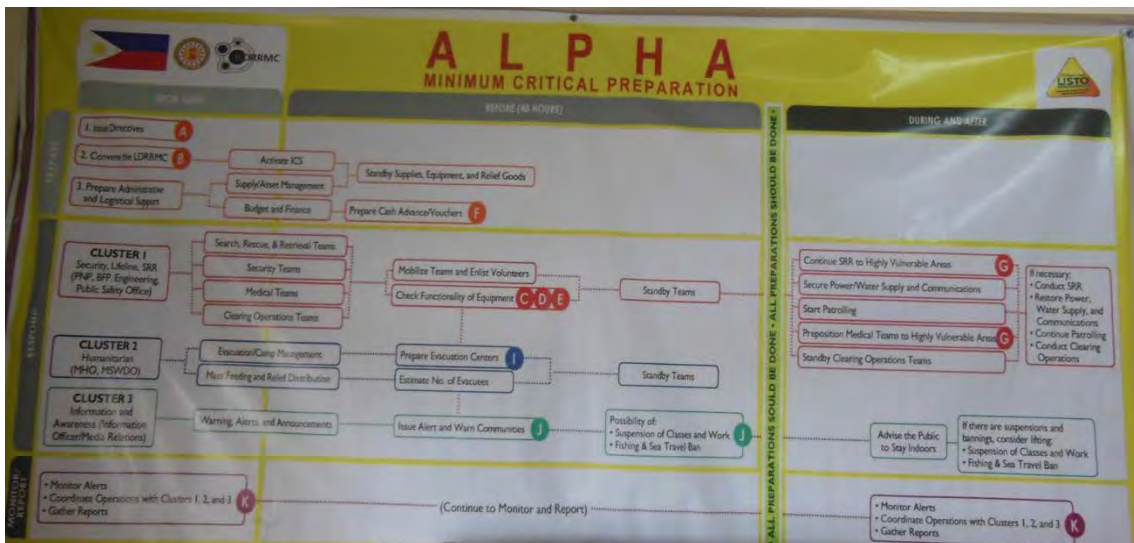 DRRMC
ALPHA
MINIMUM CRITICAL PREPARATION
LISTO
UPON ALERT
BEFORE (48 HOURS)
DURING AND AFTER
ALL PREPARATIONS SOULD BE DONE • ALL PREPARATIONS SHOULD BE DONE •
PREPARE
1. Issue Directives
A
2. Convene the LDRRMC
B
3. Prepare Administrative
and Logistical Support
Activate ICS
Supply/Asset Management
Budget and Finance
Standby Supplies, Equipment, and Relief Goods
Prepare Cash Advance/Vouchers
F
RESPOND
CLUSTER 1
Security, Lifeline, SRR
(PNP, BFP, Engineering,
Public Safety Office)
Search, Rescue, & Retrieval Teams
Security Teams
Medical Teams
Clearing Operations Teams
Mobilize Teams and Enlist Volunteers
Check Functionality of Equipment
C D E
Standby Teams
Continue SRR to Highly Vulnerable Areas
G
Secure Power/Water Supply and Communications
Start Patrolling
Preposition Medical Teams to Highly Vulnerable Areas
G
Standby Clearing Operations Teams
If necessary:
• Conduct SRR
• Restore Power,
Water Supply, and
Communications
• Continue Patrolling
• Conduct Clearing
Operations
CLUSTER 2
Humanitarian
(MHO, MSWDO)
Evacuation/Camp Management
Mass Feeding and Relief Distribution
Prepare Evacuation Centers
I
Estimate No. of Evacuees
Standby Teams
CLUSTER 3
Information and
Awareness (Information
Officer/Media Relations)
Warning, Alerts, and Announcements
Issue Alert and Warn Communities
J
Possibility of:
• Suspension of Classes and Work
• Fishing & Sea Travel Ban
J
Advise the Public
to Stay Indoors
If there are suspensions and
bannings, consider lifting:
• Suspension of Classes and Work
• Fishing & Sea Travel Ban
MONITOR/
REPORT
• Monitor Alerts
• Coordinate Operations with Clusters 1, 2, and 3
• Gather Reports
K
(Continue to Monitor and Report)
• Monitor Alerts
• Coordinate Operations with Clusters 1, 2, and 3
• Gather Reports
K